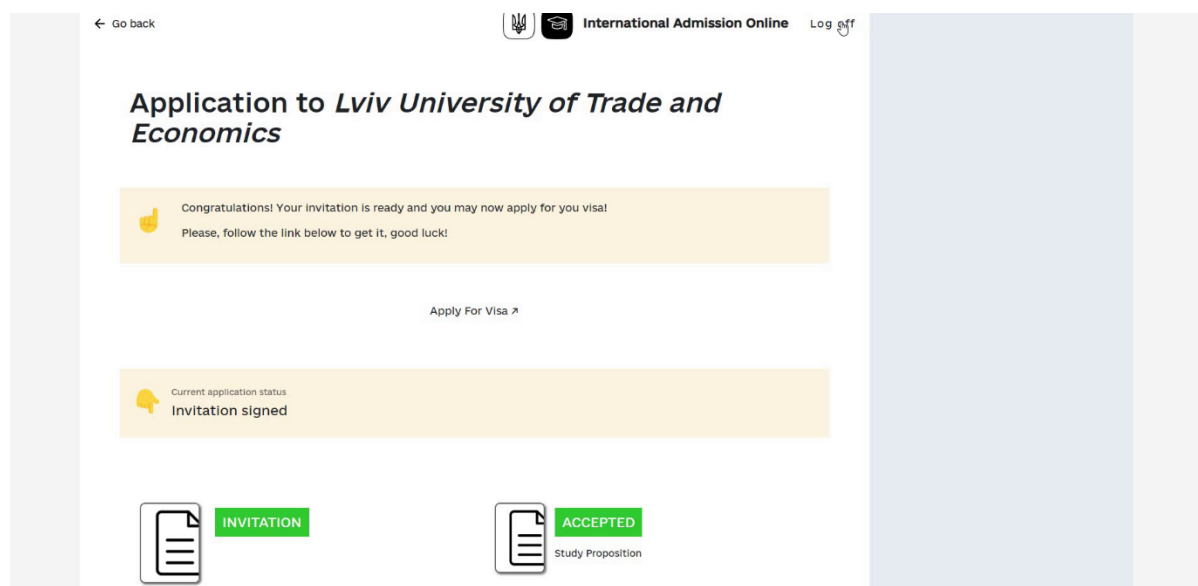 ← Go back
International Admission Online
Log off
Application to Lviv University of Trade and
Economics
Congratulations! Your invitation is ready and you may now apply for you visa!
Please, follow the link below to get it, good luck!
Apply For Visa ↗
Current application status
Invitation signed
INVITATION
ACCEPTED
Study Proposition